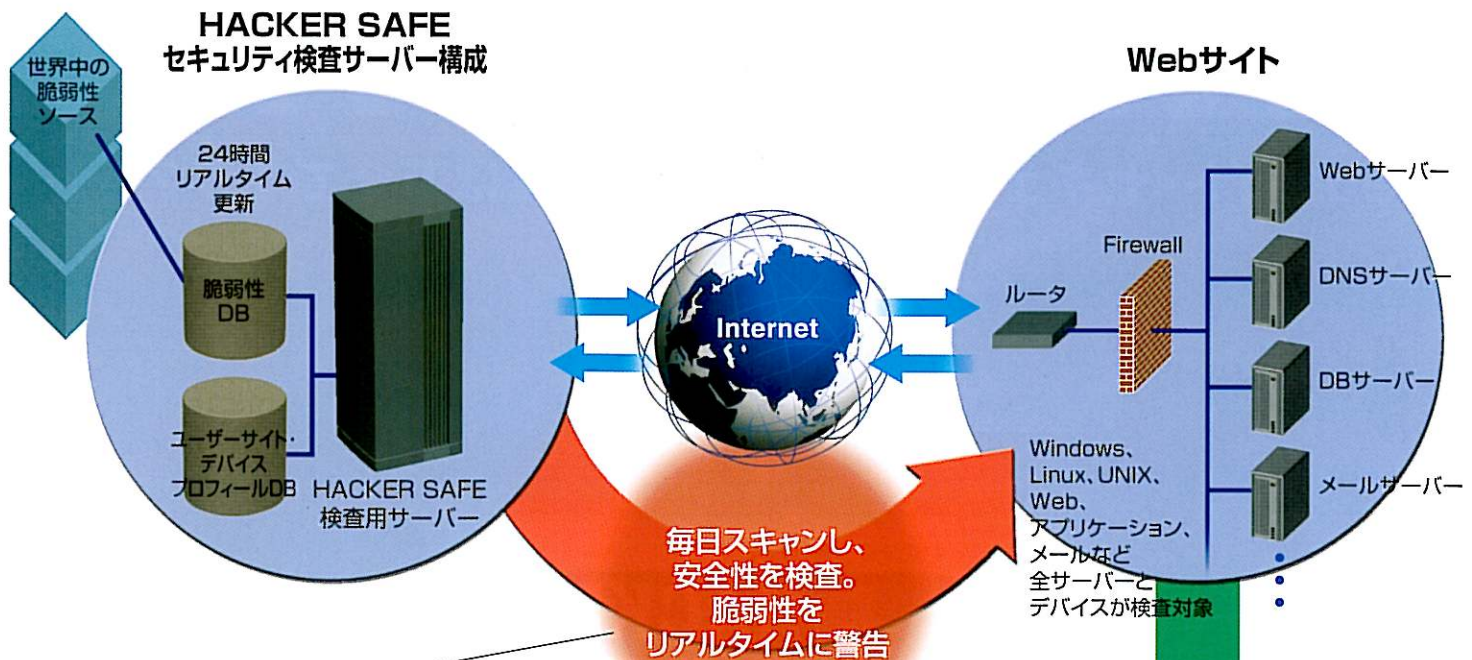 HACKER SAFE
セキュリティ検査サーバー構成
世界中の
脆弱性
ソース
24時間
リアルタイム
更新
脆弱性
DB
ユーザーサイト・
デバイス
プロフィールDB
HACKER SAFE
検査用サーバー
Internet
Webサイト
Webサーバー
Firewall
DNSサーバー
ルータ
DBサーバー
メールサーバー
Windows、
Linux、UNIX、
Web、
アプリケーション、
メールなど
全サーバーと
デバイスが検査対象
毎日スキャンし、
安全性を検査。
脆弱性を
リアルタイムに警告